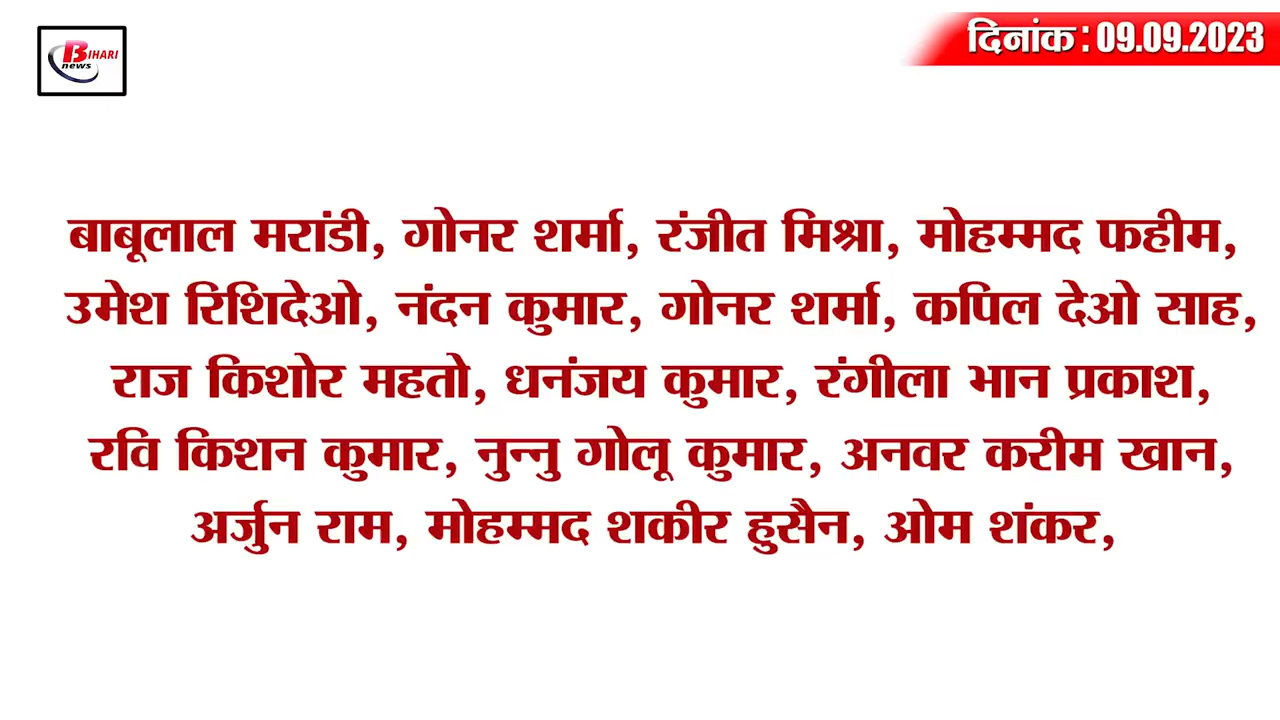 BIHARI
news
दिनांक : 09.09.2023
बाबूलाल मरांडी, गोनर शर्मा, रंजीत मिश्रा, मोहम्मद फहीम,
उमेश रिशिदेओ, नंदन कुमार, गोनर शर्मा, कपिल देओ साह,
राज किशोर महतो, धनंजय कुमार, रंगीला भान प्रकाश,
रवि किशन कुमार, नुन्नु गोलू कुमार, अनवर करीम खान,
अर्जुन राम, मोहम्मद शकीर हुसैन, ओम शंकर,